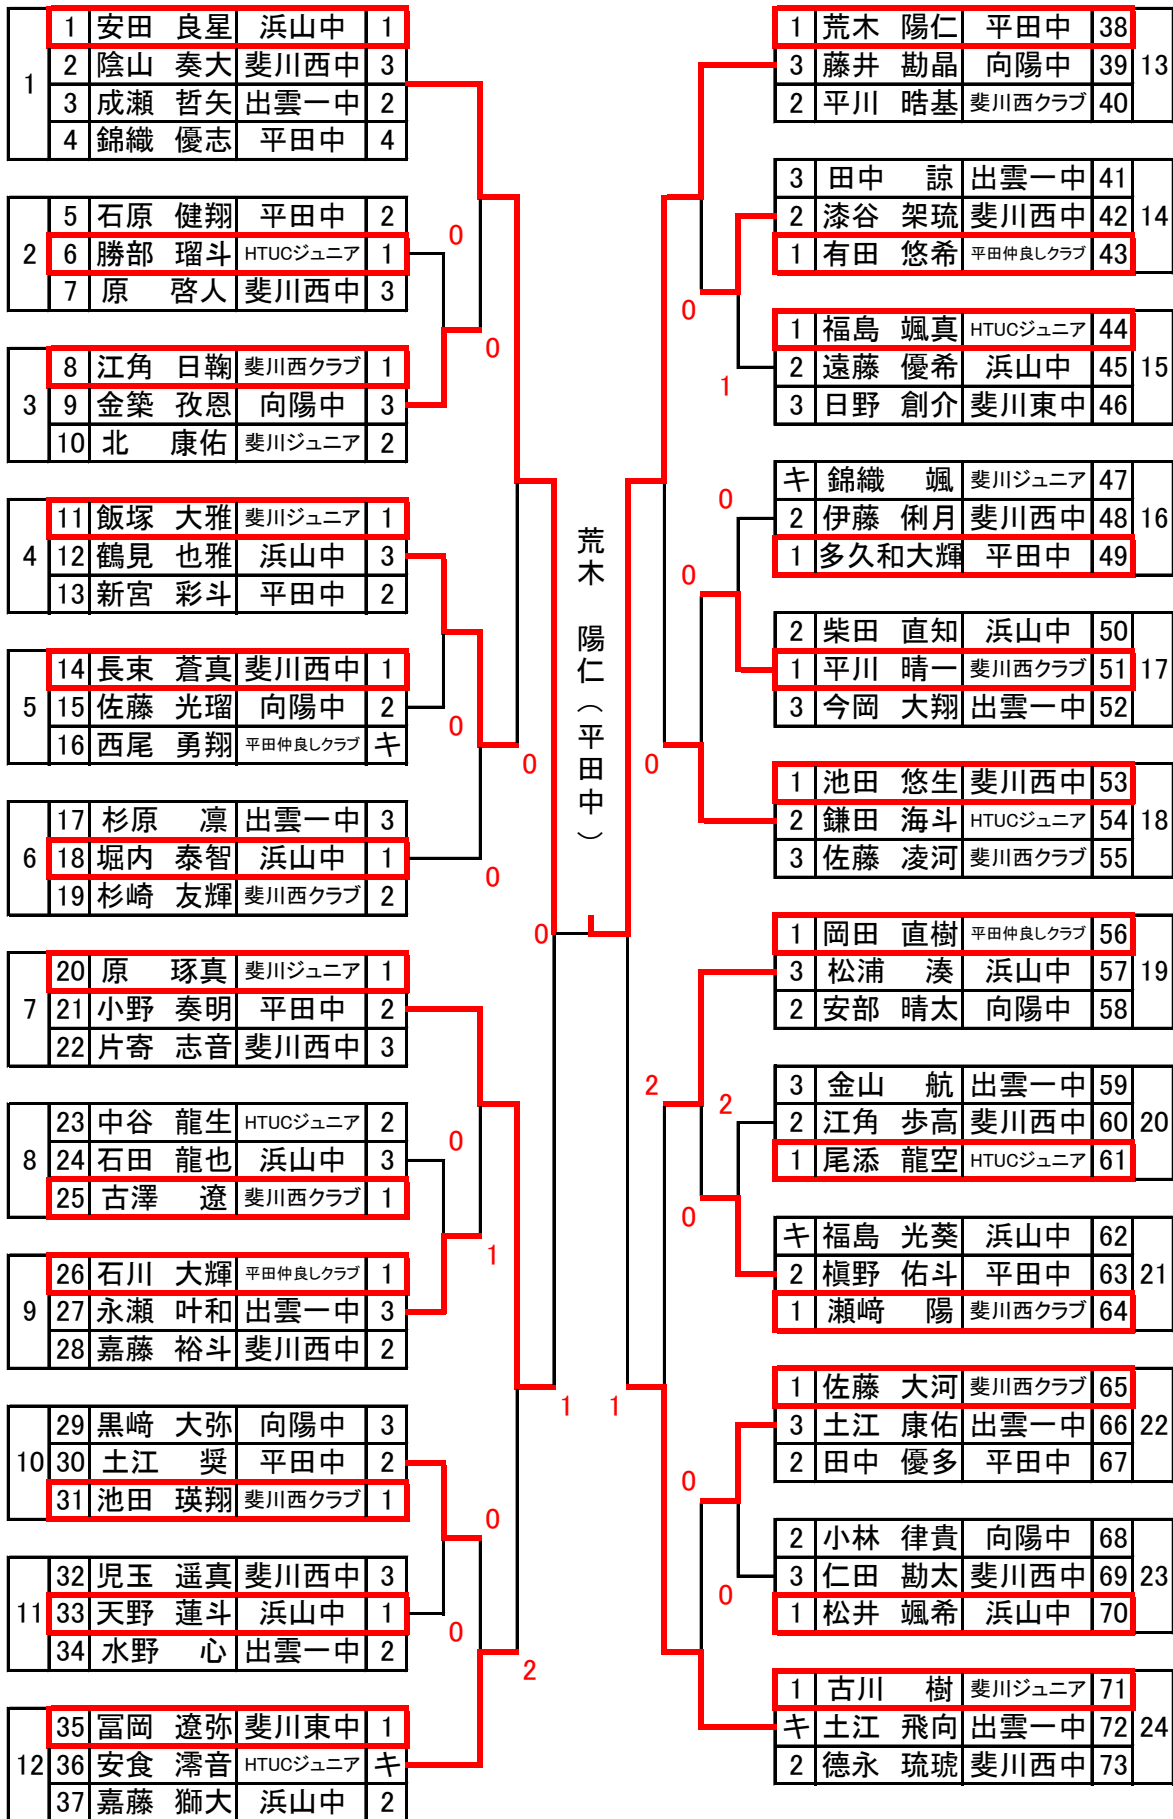 1
1 安田 良星 浜山中 1
2 陰山 奏大 斐川西中 3
3 成瀬 哲矢 出雲一中 2
4 錦織 優志 平田中 4
2
5 石原 健翔 平田中 2
6 勝部 瑠斗 HTUCジュニア 1
7 原 啓人 斐川西中 3
3
8 江角 日鞠 斐川西クラブ 1
9 金築 孜恩 向陽中 3
10 北 康佑 斐川ジュニア 2
4
11 飯塚 大雅 斐川ジュニア 1
12 鶴見 也雅 浜山中 3
13 新宮 彩斗 平田中 2
5
14 長束 蒼真 斐川西中 1
15 佐藤 光瑠 向陽中 2
16 西尾 勇翔 平田仲良しクラブ キ
6
17 杉原 凛 出雲一中 3
18 堀内 泰智 浜山中 1
19 杉崎 友輝 斐川西クラブ 2
7
20 原 琢真 斐川ジュニア 1
21 小野 奏明 平田中 2
22 片寄 志音 斐川西中 3
8
23 中谷 龍生 HTUCジュニア 2
24 石田 龍也 浜山中 3
25 古澤 遼 斐川西クラブ 1
9
26 石川 大輝 平田仲良しクラブ 1
27 永瀬 叶和 出雲一中 3
28 嘉藤 裕斗 斐川西中 2
10
29 黒崎 大弥 向陽中 3
30 土江 奨 平田中 2
31 池田 瑛翔 斐川西クラブ 1
11
32 児玉 遥真 斐川西中 3
33 天野 蓮斗 浜山中 1
34 水野 心 出雲一中 2
12
35 冨岡 遼弥 斐川東中 1
36 安食 澪音 HTUCジュニア キ
37 嘉藤 獅大 浜山中 2
0
0
0
0
0
0
0
1
0
0
2
1
荒木 陽仁（平田中）
0
1
0
0
0
2
2
0
1
0
0
1 荒木 陽仁 平田中 38
3 藤井 勘晶 向陽中 39
2 平川 晧基 斐川西クラブ 40
13
3 田中 諒 出雲一中 41
2 漆谷 架琉 斐川西中 42
1 有田 悠希 平田仲良しクラブ 43
14
1 福島 颯真 HTUCジュニア 44
2 遠藤 優希 浜山中 45
3 日野 創介 斐川東中 46
15
キ 錦織 颯 斐川ジュニア 47
2 伊藤 俐月 斐川西中 48
1 多久和大輝 平田中 49
16
2 柴田 直知 浜山中 50
1 平川 晴一 斐川西クラブ 51
3 今岡 大翔 出雲一中 52
17
1 池田 悠生 斐川西中 53
2 鎌田 海斗 HTUCジュニア 54
3 佐藤 凌河 斐川西クラブ 55
18
1 岡田 直樹 平田仲良しクラブ 56
3 松浦 湊 浜山中 57
2 安部 晴太 向陽中 58
19
3 金山 航 出雲一中 59
2 江角 歩高 斐川西中 60
1 尾添 龍空 HTUCジュニア 61
20
キ 福島 光葵 浜山中 62
2 槇野 佑斗 平田中 63
1 瀬﨑 陽 斐川西クラブ 64
21
1 佐藤 大河 斐川西クラブ 65
3 土江 康佑 出雲一中 66
2 田中 優多 平田中 67
22
2 小林 律貴 向陽中 68
3 仁田 勘太 斐川西中 69
1 松井 颯希 浜山中 70
23
1 古川 樹 斐川ジュニア 71
キ 土江 飛向 出雲一中 72
2 德永 琉琥 斐川西中 73
24